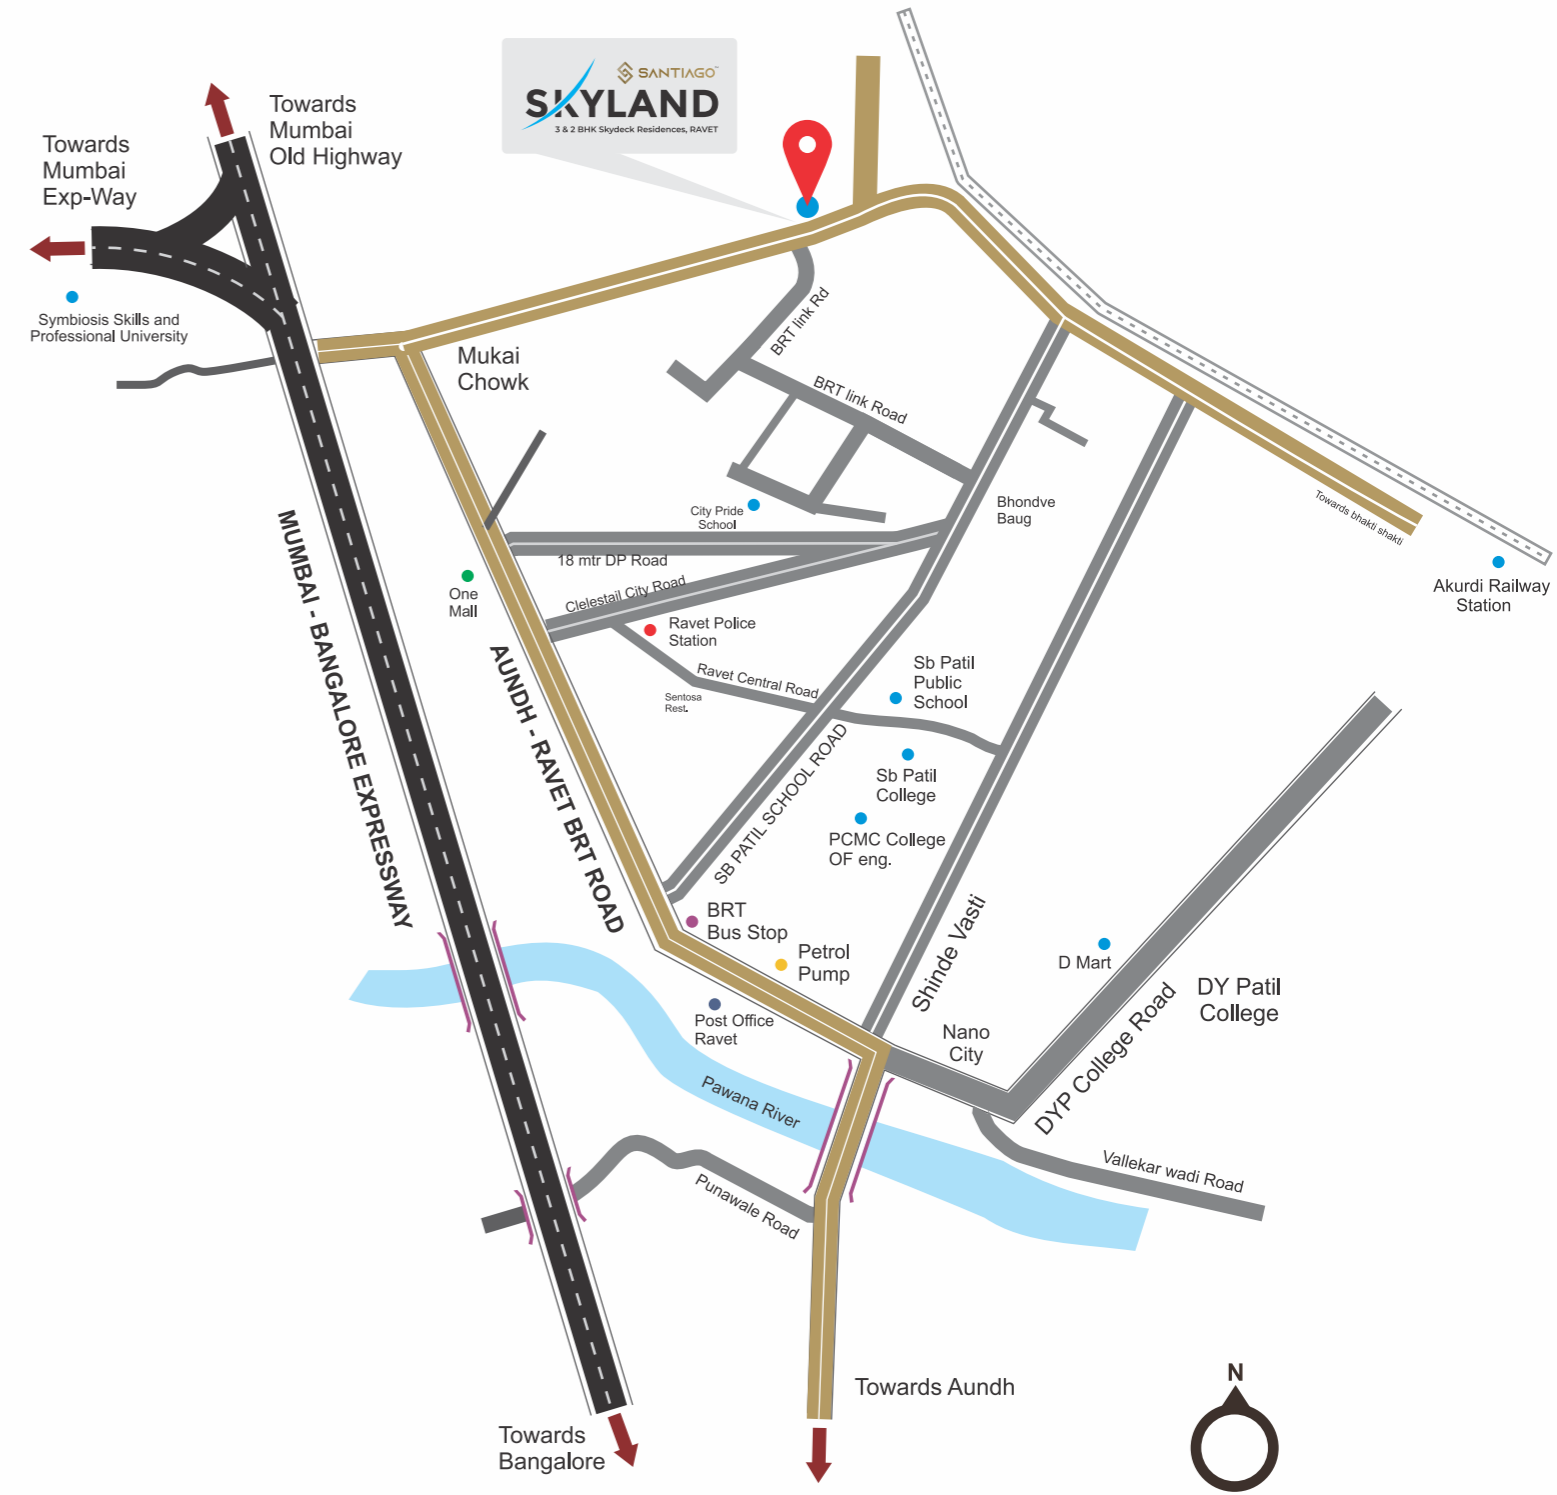 SANTIAGO™
SKYLAND
3 & 2 BHK Skydeck Residences, RAVET
Towards
Mumbai
Old Highway
Towards
Mumbai
Exp-Way
Symbiosis Skills and
Professional University
Mukai
Chowk
BRT link Rd
BRT link Road
City Pride
School
Bhondve
Baug
Towards bhakti shakti
Akurdi Railway
Station
18 mtr DP Road
Clelestail City Road
One
Mall
Ravet Police
Station
Ravet Central Road
Sentosa
Rest.
Sb Patil
Public
School
Sb Patil
College
PCMC College
OF eng.
MUMBAI - BANGALORE EXPRESSWAY
AUNDH - RAVET BRT ROAD
SB PATIL SCHOOL ROAD
BRT
Bus Stop
Petrol
Pump
Post Office
Ravet
Shinde Vasti
D Mart
DY Patil
College
DYP College Road
Nano
City
Pawana River
Vallekar wadi Road
Punawale Road
Towards Aundh
Towards
Bangalore
N